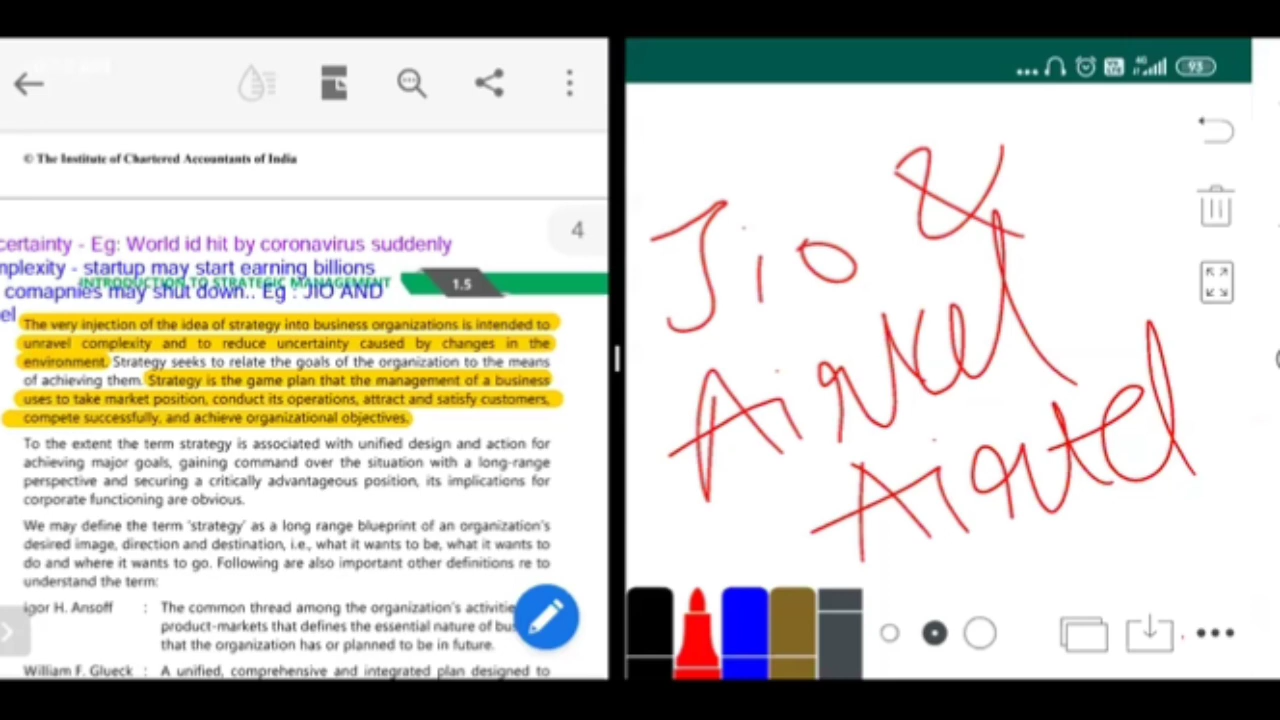 © The Institute of Chartered Accountants of India
4
certainty - Eg: World id hit by coronavirus suddenly
mplexity - startup may start earning billions
INTRODUCTION TO STRATEGIC MANAGEMENT 1.5
comapnies may shut down.. Eg : JIO AND
el
The very injection of the idea of strategy into business organizations is intended to
unravel complexity and to reduce uncertainty caused by changes in the
environment. Strategy seeks to relate the goals of the organization to the means
of achieving them. Strategy is the game plan that the management of a business
uses to take market position, conduct its operations, attract and satisfy customers,
compete successfully, and achieve organizational objectives.
To the extent the term strategy is associated with unified design and action for
achieving major goals, gaining command over the situation with a long-range
perspective and securing a critically advantageous position, its implications for
corporate functioning are obvious.
We may define the term 'strategy' as a long range blueprint of an organization's
desired image, direction and destination, i.e., what it wants to be, what it wants to
do and where it wants to go. Following are also important other definitions re to
understand the term:
Igor H. Ansoff : The common thread among the organization's activitie
product-markets that defines the essential nature of bus
that the organization has or planned to be in future.
William F. Glueck : A unified, comprehensive and integrated plan designed to
4G 93
Jio &
Airtel
Airtel